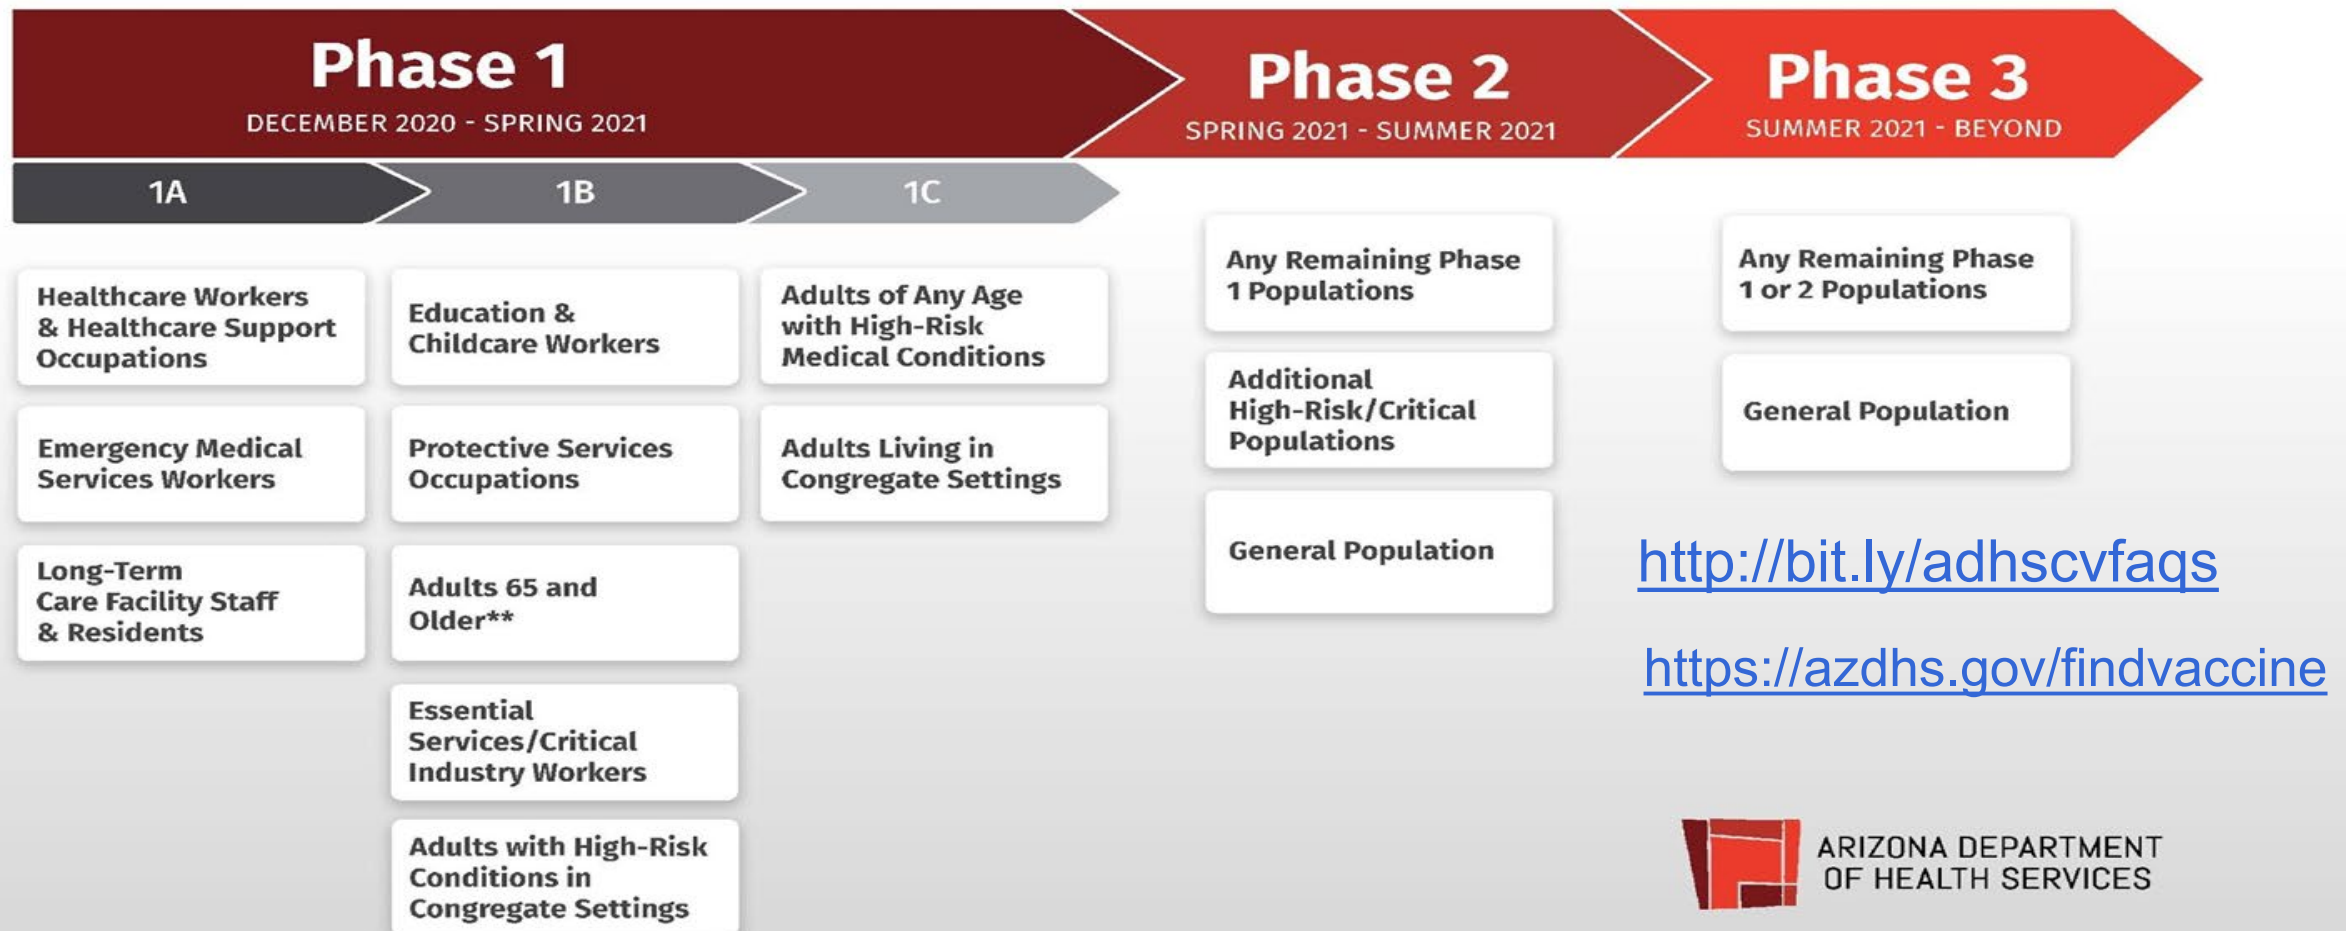 Phase 1
DECEMBER 2020 - SPRING 2021
Phase 2
SPRING 2021 - SUMMER 2021
Phase 3
SUMMER 2021 - BEYOND
1A
1B
1C
Healthcare Workers
& Healthcare Support
Occupations
Emergency Medical
Services Workers
Long-Term
Care Facility Staff
& Residents
Education &
Childcare Workers
Protective Services
Occupations
Adults 65 and
Older**
Essential
Services/Critical
Industry Workers
Adults with High-Risk
Conditions in
Congregate Settings
Adults of Any Age
with High-Risk
Medical Conditions
Adults Living in
Congregate Settings
Any Remaining Phase
1 Populations
Additional
High-Risk/Critical
Populations
General Population
Any Remaining Phase
1 or 2 Populations
General Population
http://bit.ly/adhscvfaqs
https://azdhs.gov/findvaccine
ARIZONA DEPARTMENT
OF HEALTH SERVICES